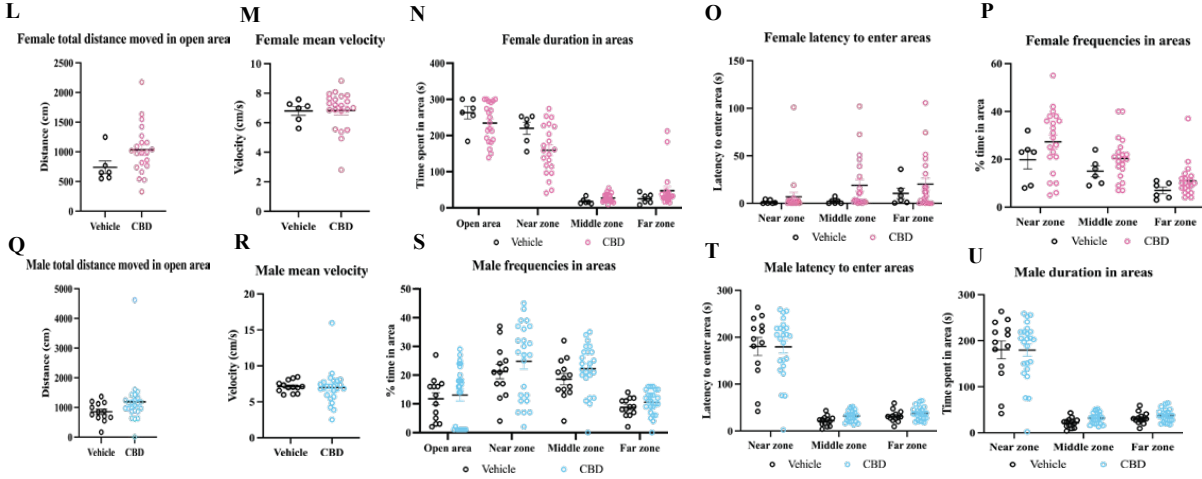 L
Female total distance moved in open area
Distance (cm)
2500
2000
1500
1000
500
0
Vehicle CBD
M
Female mean velocity
Velocity (cm/s)
10
8
6
4
2
0
Vehicle CBD
N
Female duration in areas
Time spent in area (s)
400
300
200
100
0
Open area Near zone Middle zone Far zone
Vehicle CBD
O
Female latency to enter areas
Latency to enter area (s)
150
100
50
0
Near zone Middle zone Far zone
Vehicle CBD
P
Female frequencies in areas
% time in area
60
40
20
0
Near zone Middle zone Far zone
Vehicle CBD
Q
Male total distance moved in open area
Distance (cm)
5000
4000
3000
2000
1000
0
Vehicle CBD
R
Male mean velocity
Velocity (cm/s)
20
15
10
5
0
Vehicle CBD
S
Male frequencies in areas
% time in area
50
40
30
20
10
0
Open area Near zone Middle zone Far zone
Vehicle CBD
T
Male latency to enter areas
Latency to enter area (s)
300
200
100
0
Near zone Middle zone Far zone
Vehicle CBD
U
Male duration in areas
Time spent in area (s)
300
200
100
0
Near zone Middle zone Far zone
Vehicle CBD